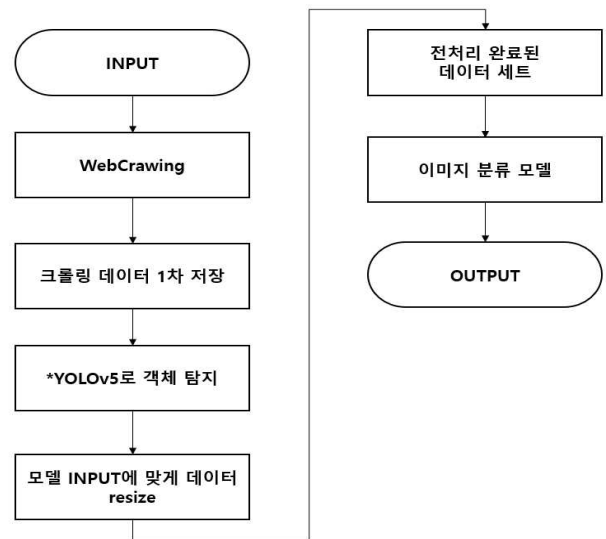 INPUT
WebCrawing
크롤링 데이터 1차 저장
*YOLOv5로 객체 탐지
모델 INPUT에 맞게 데이터
resize
전처리 완료된
데이터 세트
이미지 분류 모델
OUTPUT